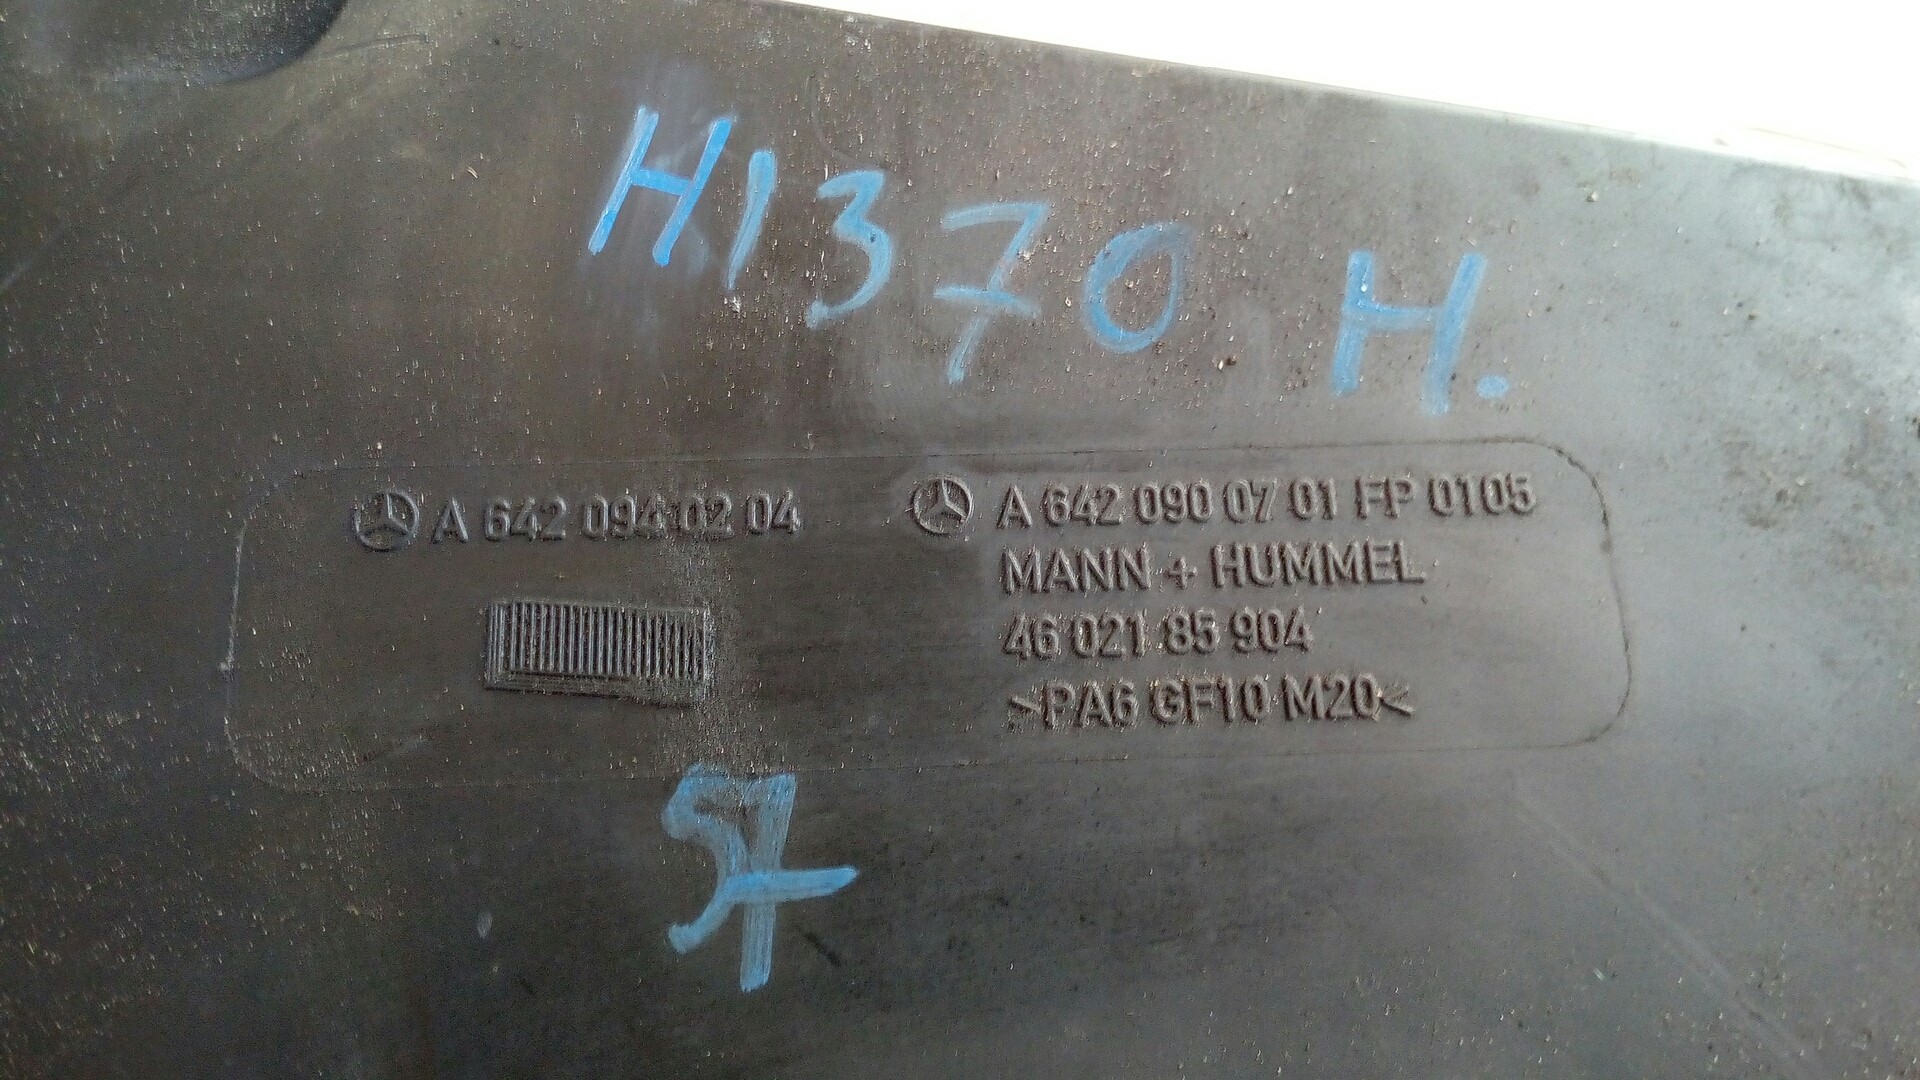 H1370 H.
A 642 094 02 04
A 642 090 07 01 FP 0105
MANN + HUMMEL
46 021 85 904
>PA6 GF10 M20<
57